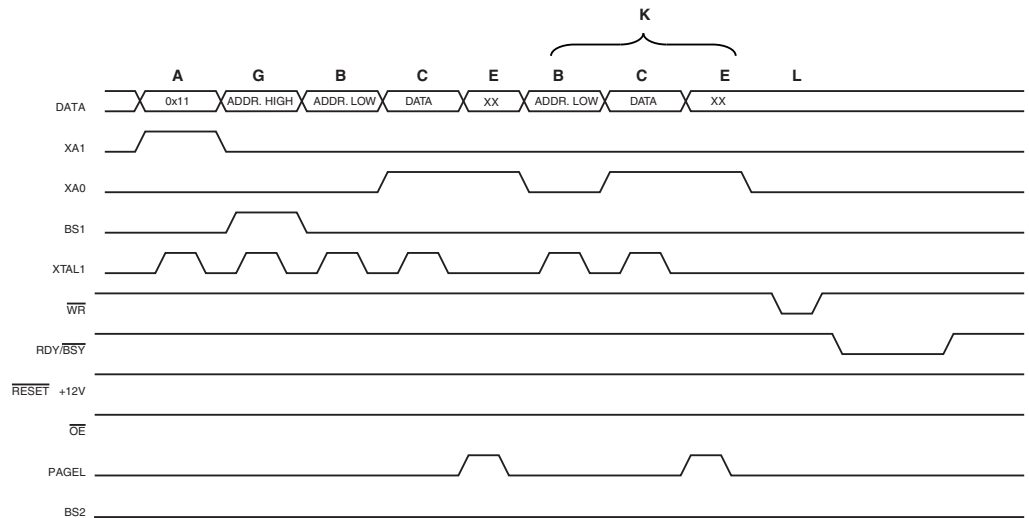 K
A G B C E B C E L
DATA 0x11 ADDR. HIGH ADDR. LOW DATA XX ADDR. LOW DATA XX
XA1
XA0
BS1
XTAL1
WR
RDY/BSY
RESET +12V
OE
PAGEL
BS2